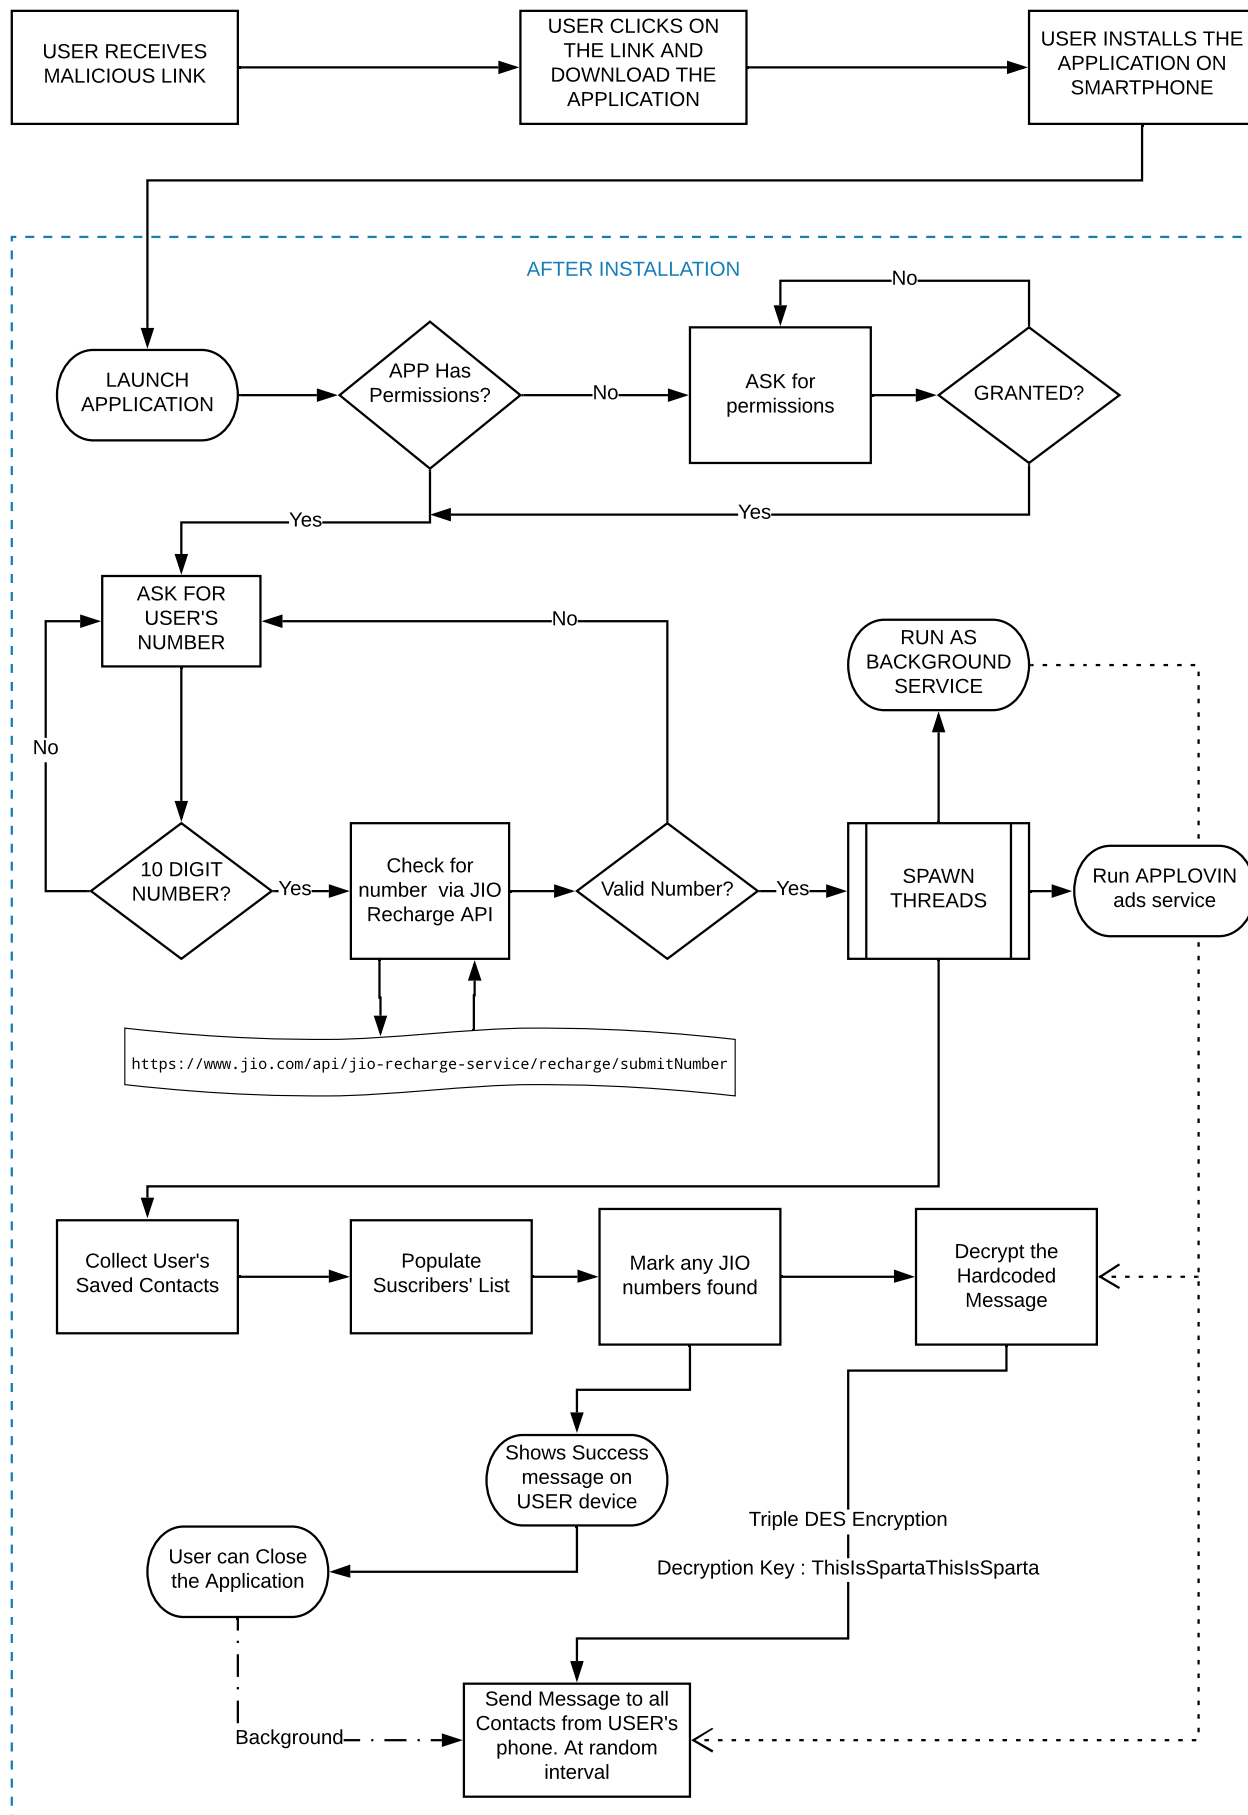 USER RECEIVES
MALICIOUS LINK
USER CLICKS ON
THE LINK AND
DOWNLOAD THE
APPLICATION
USER INSTALLS THE
APPLICATION ON
SMARTPHONE
AFTER INSTALLATION
No
LAUNCH
APPLICATION
APP Has
Permissions?
No
ASK for
permissions
GRANTED?
Yes
Yes
ASK FOR
USER'S
NUMBER
No
RUN AS
BACKGROUND
SERVICE
No
10 DIGIT
NUMBER?
Yes
Check for
number via JIO
Recharge API
Valid Number?
Yes
SPAWN
THREADS
Run APPLOVIN
ads service
https://www.jio.com/api/jio-recharge-service/recharge/submitNumber
Collect User's
Saved Contacts
Populate
Suscribers' List
Mark any JIO
numbers found
Decrypt the
Hardcoded
Message
Shows Success
message on
USER device
Triple DES Encryption
Decryption Key : ThisIsSpartaThisIsSparta
User can Close
the Application
Background
Send Message to all
Contacts from USER's
phone. At random
interval